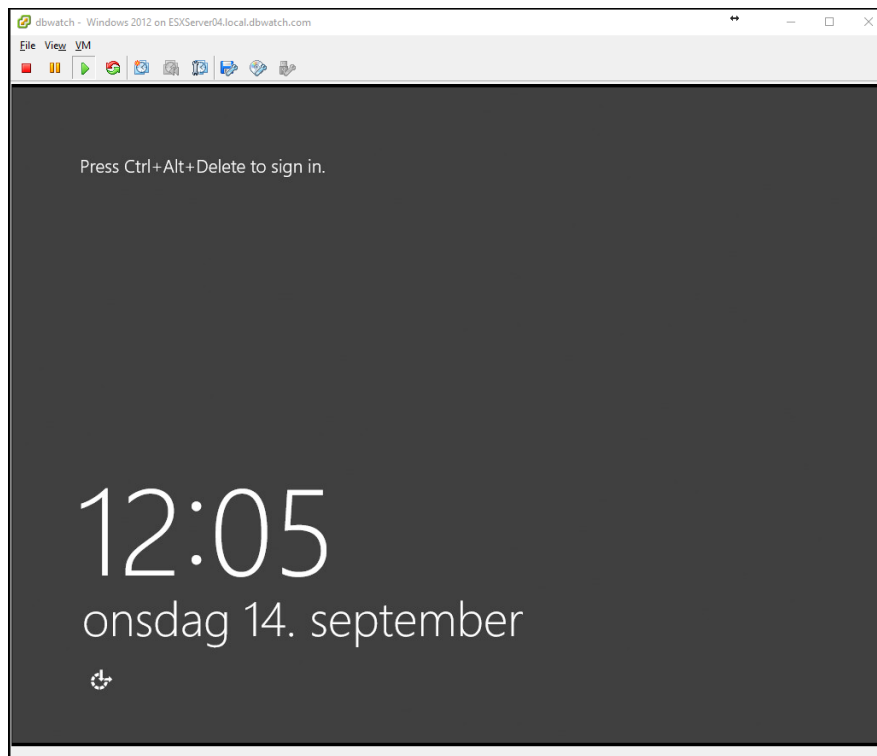 dbwatch - Windows 2012 on ESXServer04.local.dbwatch.com
File View VM
Press Ctrl+Alt+Delete to sign in.
12:05
onsdag 14. september